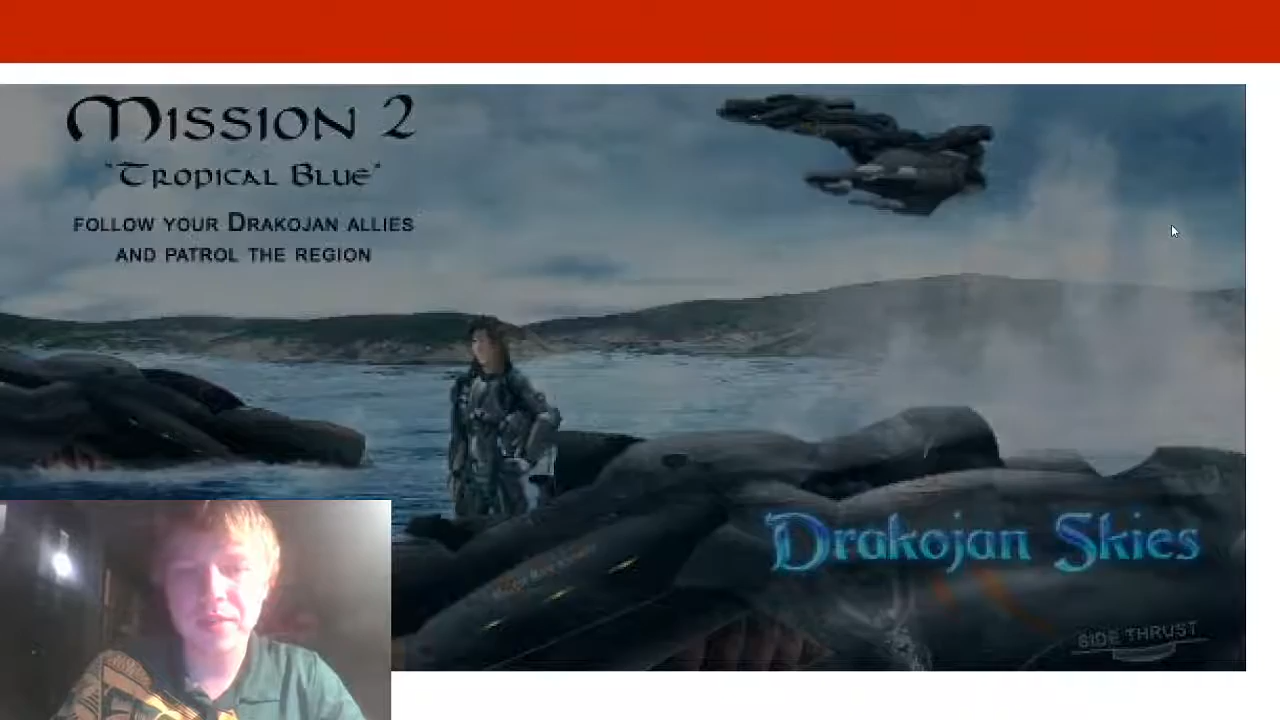 Mission 2
"Tropical Blue"
follow your Drakojan allies
and patrol the region
Drakojan Skies
SIDE THRUST